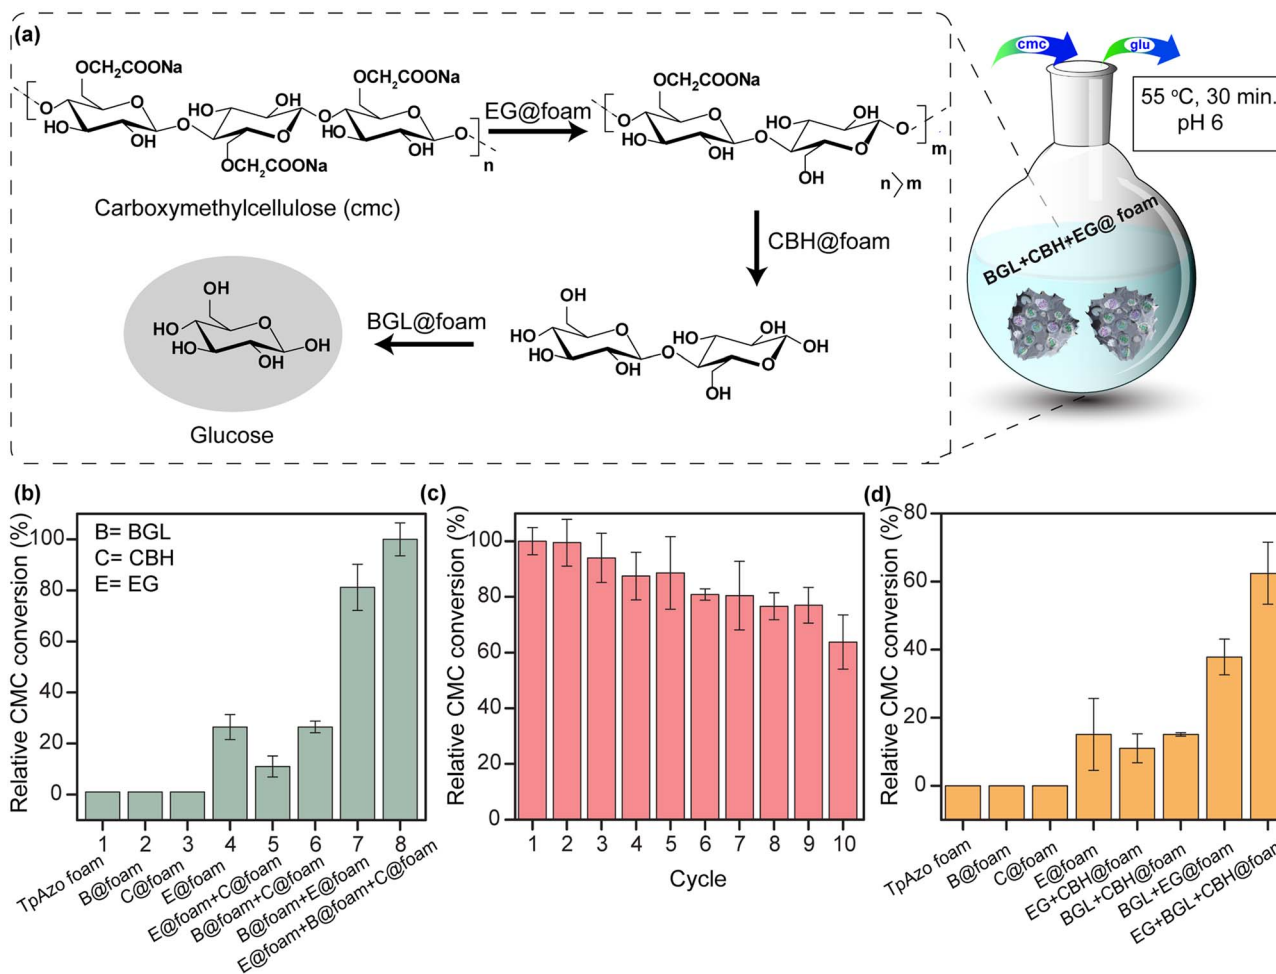 (a)
OCH2COONa
OCH2COONa
O
O
HO
OH
O
HO
OH
O
O
O
HO
OH
O
OCH2COONa
n
EG@foam
Carboxymethylcellulose (cmc)
OCH2COONa
O
O
HO
OH
O
HO
OH
O
O
OH
m
n>m
CBH@foam
OH
HO
O
HO
OH
O
HO
OH
O
OH
OH
BGL@foam
OH
HO
O
HO
OH
OH
Glucose
cmc
glu
55 °C, 30 min.
pH 6
BGL+CBH+EG@ foam
(b)
Relative CMC conversion (%)
B= BGL
C= CBH
E= EG
100
80
60
40
20
0
1 2 3 4 5 6 7 8
TpAzo foam
B@foam
C@foam
E@foam
E@foam+C@foam
B@foam+C@foam
B@foam+E@foam
E@foam+B@foam+C@foam
(c)
Relative CMC conversion (%)
100
80
60
40
20
0
1 2 3 4 5 6 7 8 9 10
Cycle
(d)
Relative CMC conversion (%)
80
60
40
20
0
TpAzo foam
B@foam
C@foam
E@foam
EG+CBH@foam
BGL+CBH@foam
BGL+EG@foam
EG+BGL+CBH@foam